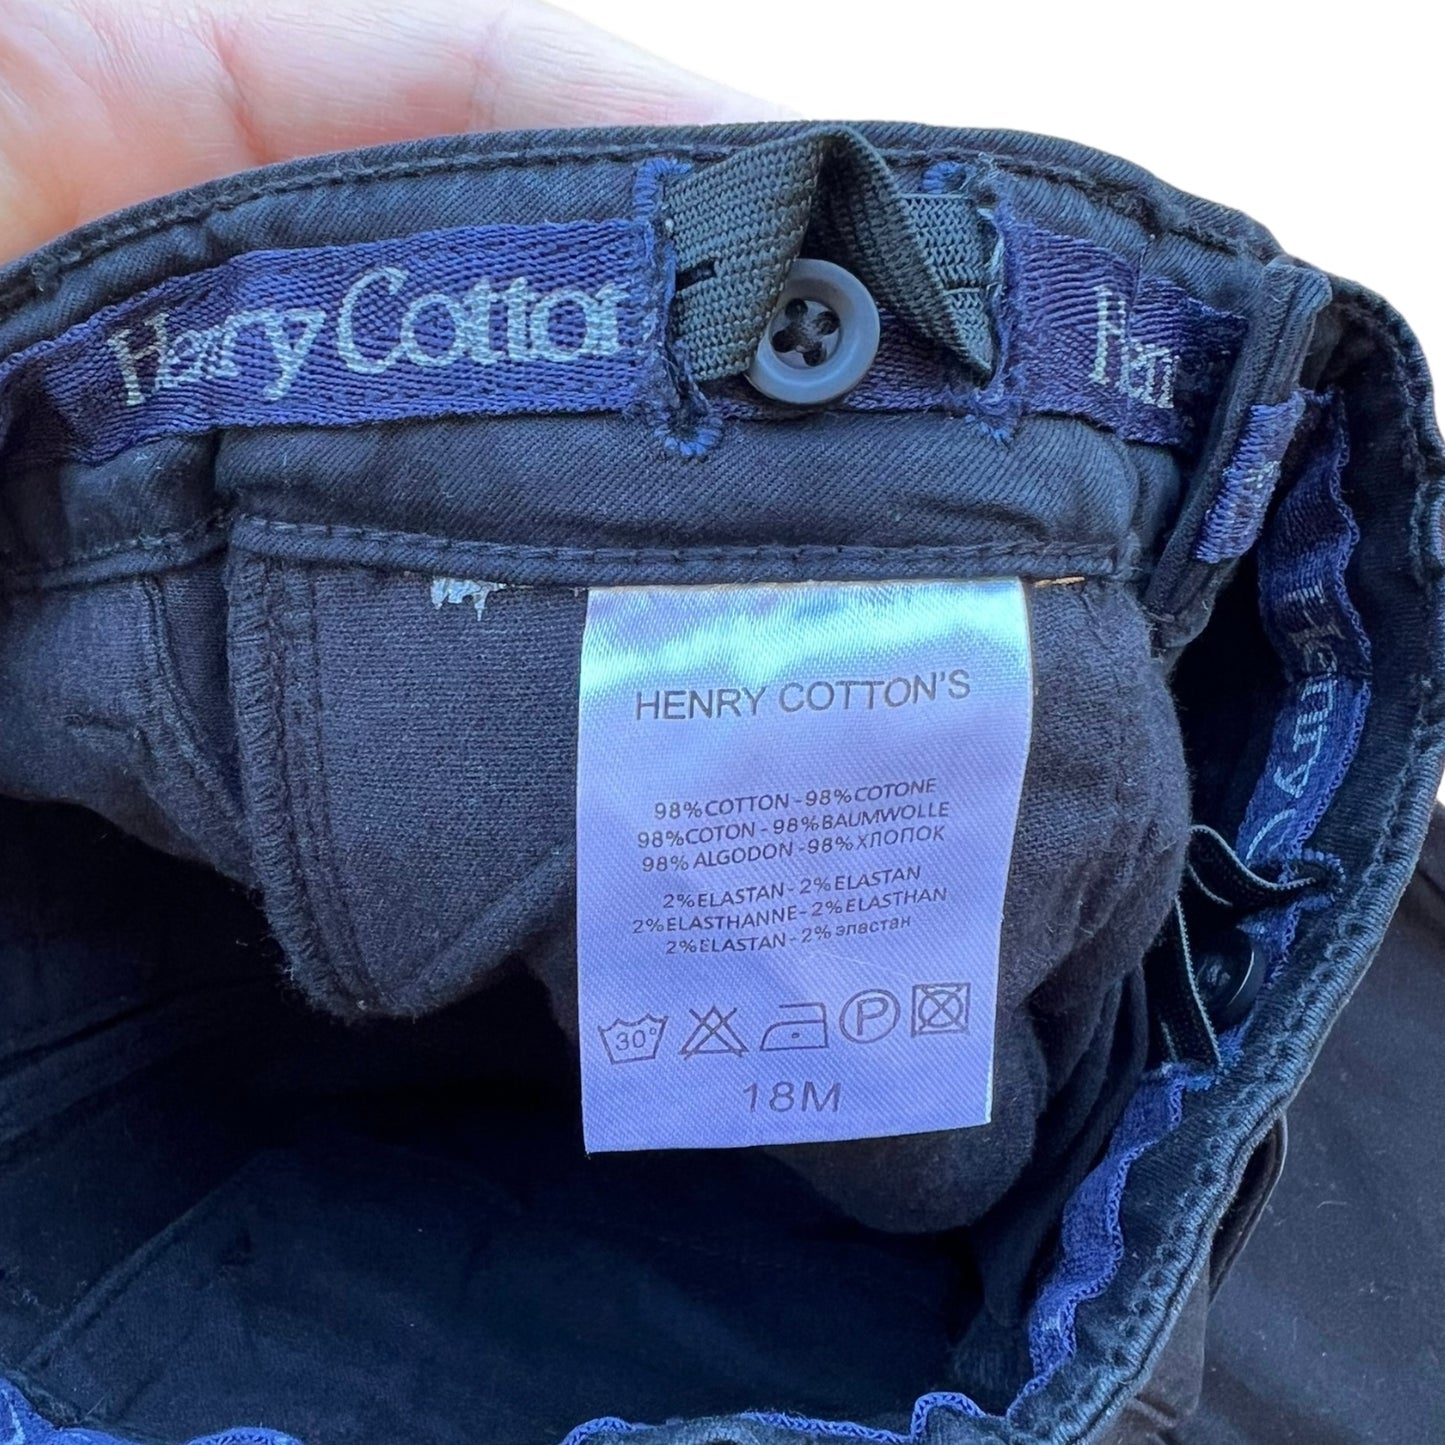 Henry Cotton
Hen
HENRY COTTON'S
98%COTTON-98%COTONE
98%COTON-98%BAUMWOLLE
98%ALGODON-98%ХЛОПОК
2%ELASTAN-2%ELASTAN
2%ELASTHANNE-2%ELASTHAN
2%ELASTAN-2%эластан
30° P
18M